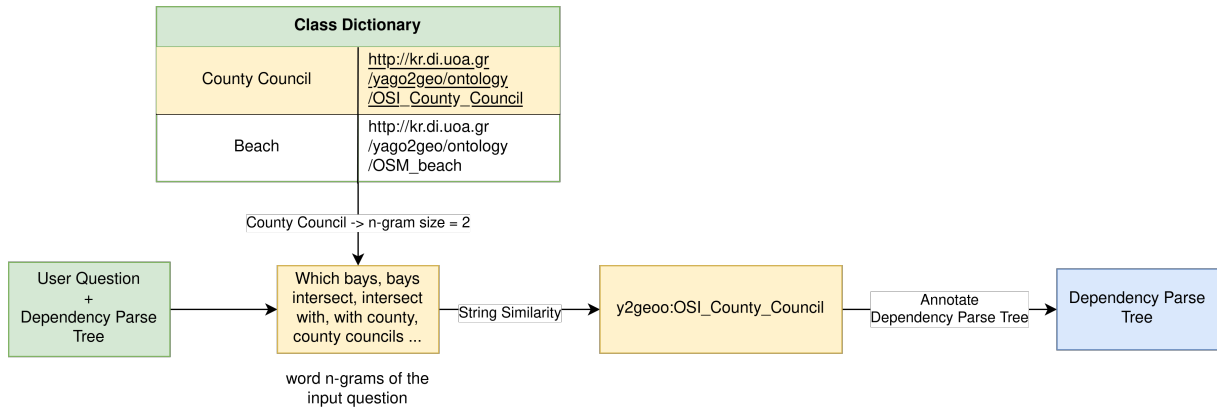 Class Dictionary
County Council
http://kr.di.uoa.gr
/yago2geo/ontology
/OSI_County_Council
Beach
http://kr.di.uoa.gr
/yago2geo/ontology
/OSM_beach
County Council -> n-gram size = 2
User Question
+
Dependency Parse
Tree
Which bays, bays
intersect, intersect
with, with county,
county councils ...
String Similarity
y2geoo:OSI_County_Council
Annotate
Dependency Parse Tree
Dependency Parse
Tree
word n-grams of the
input question